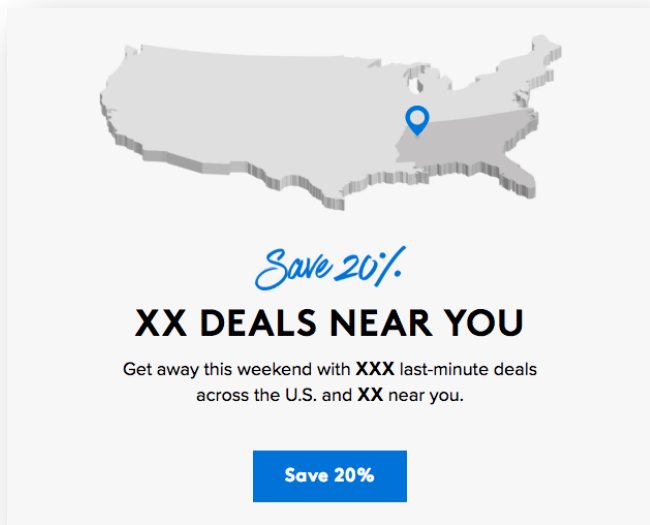 Save 20%
XX DEALS NEAR YOU
Get away this weekend with XXX last-minute deals
across the U.S. and XX near you.
Save 20%